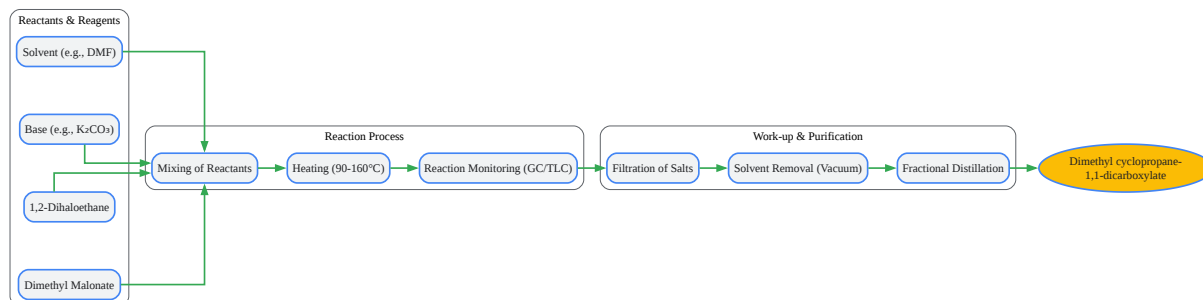 Reactants & Reagents
Solvent (e.g., DMF)
Base (e.g., K₂CO₃)
1,2-Dihaloethane
Dimethyl Malonate
Reaction Process
Mixing of Reactants
Heating (90-160°C)
Reaction Monitoring (GC/TLC)
Work-up & Purification
Filtration of Salts
Solvent Removal (Vacuum)
Fractional Distillation
Dimethyl cyclopropane-
1,1-dicarboxylate